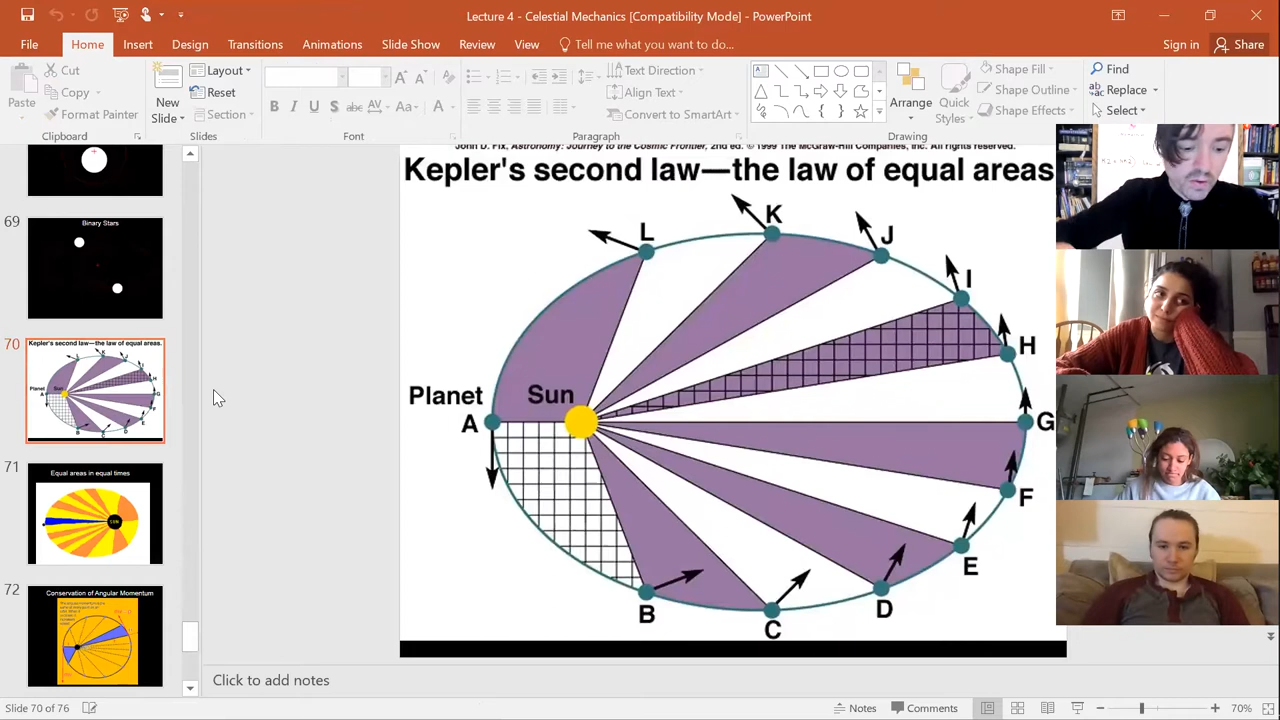 Lecture 4 - Celestial Mechanics [Compatibility Mode] - PowerPoint
File Home Insert Design Transitions Animations Slide Show Review View Tell me what you want to do... Sign in Share
Cut
Copy
Format Painter
Paste
Clipboard
New
Slide
Layout
Reset
Section
Slides
B I U S abc AV Aa A
Font
Paragraph
Text Direction
Align Text
Convert to SmartArt
Arrange
Quick
Styles
Shape Fill
Shape Outline
Shape Effects
Drawing
Find
Replace
Select
69
Binary Stars
70
Kepler's second law—the law of equal areas.
71
Equal areas in equal times
SUN
72
Conservation of Angular Momentum
John D. Fix, Astronomy: Journey to the Cosmic Frontier, 2nd ed. © 1999 The McGraw-Hill Companies, Inc. All rights reserved.
Kepler's second law—the law of equal areas
K
L
J
I
H
Planet
Sun
A
G
F
E
B
D
C
Click to add notes
Slide 70 of 76
Notes
Comments
70%